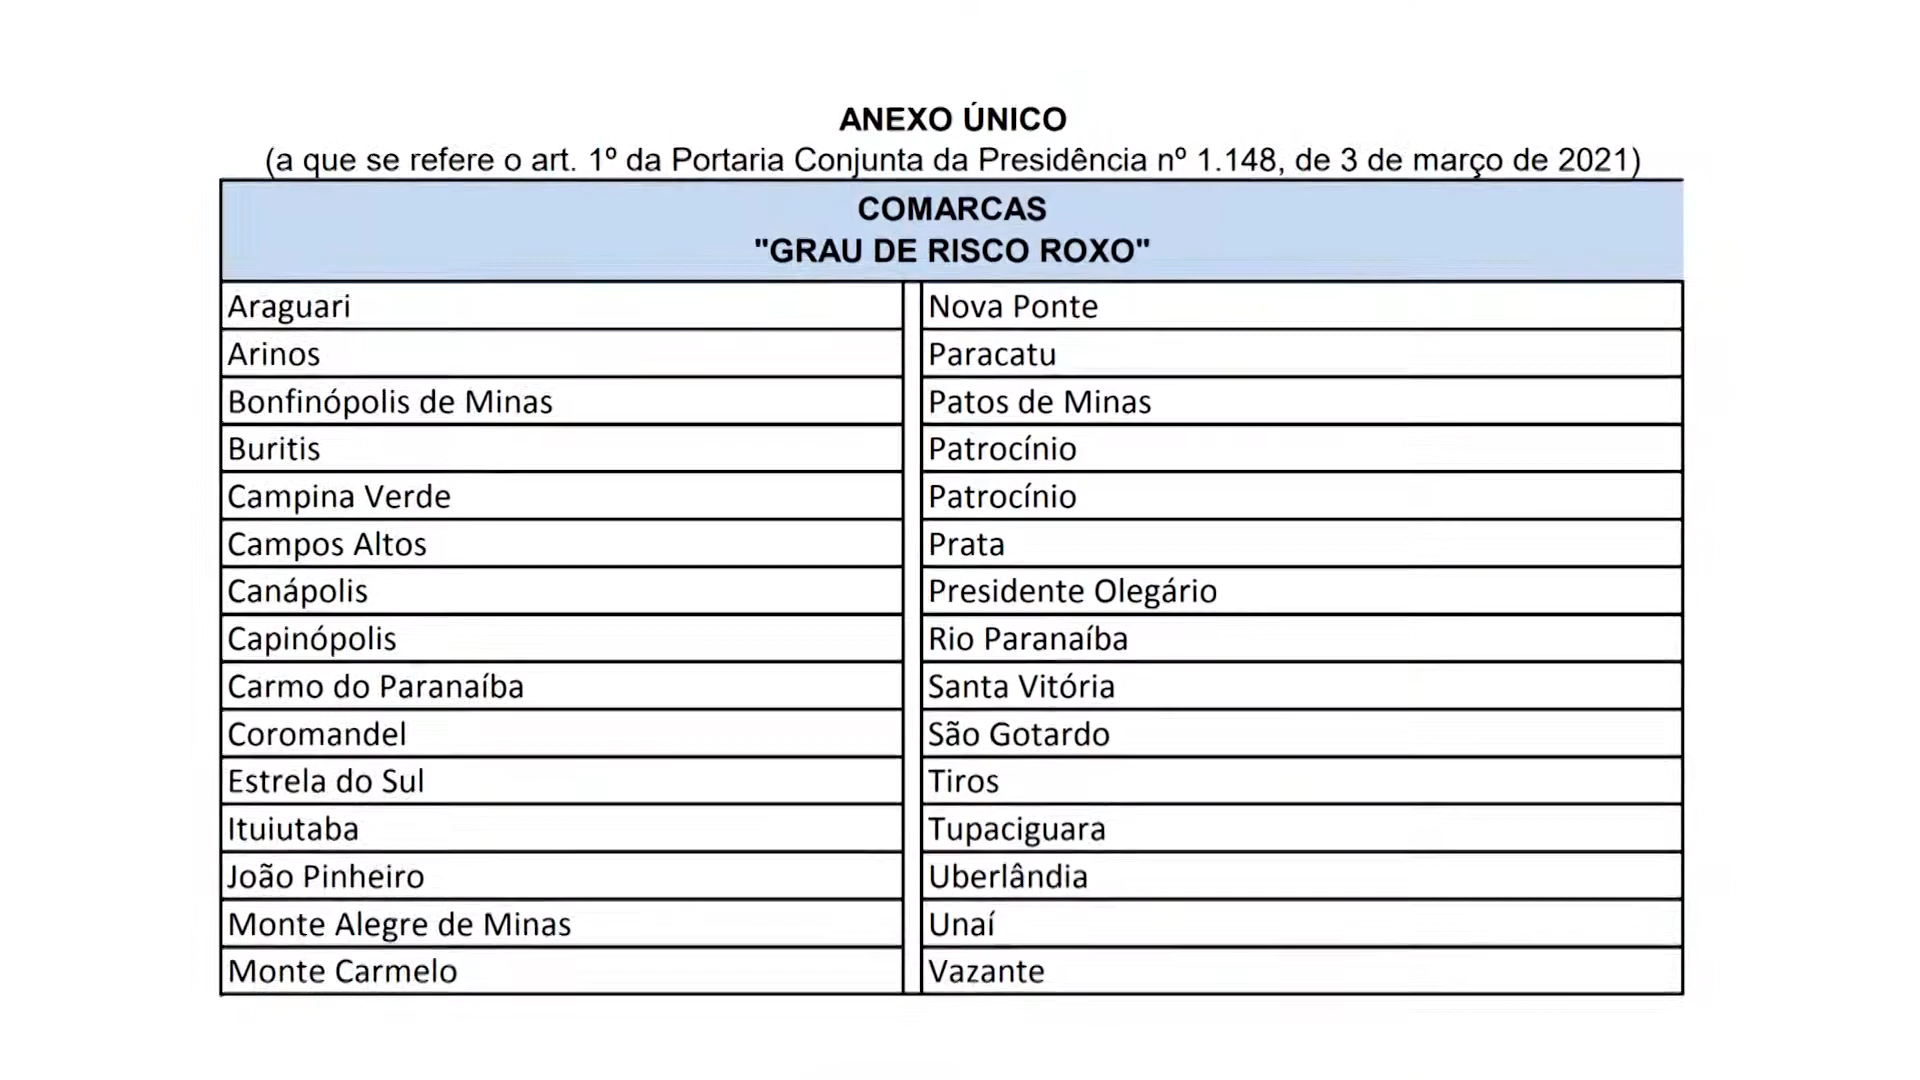 ANEXO ÚNICO
(a que se refere o art. 1º da Portaria Conjunta da Presidência nº 1.148, de 3 de março de 2021)
COMARCAS
"GRAU DE RISCO ROXO"
Araguari Nova Ponte
Arinos Paracatu
Bonfinópolis de Minas Patos de Minas
Buritis Patrocínio
Campina Verde Patrocínio
Campos Altos Prata
Canápolis Presidente Olegário
Capinópolis Rio Paranaíba
Carmo do Paranaíba Santa Vitória
Coromandel São Gotardo
Estrela do Sul Tiros
Ituiutaba Tupaciguara
João Pinheiro Uberlândia
Monte Alegre de Minas Unaí
Monte Carmelo Vazante